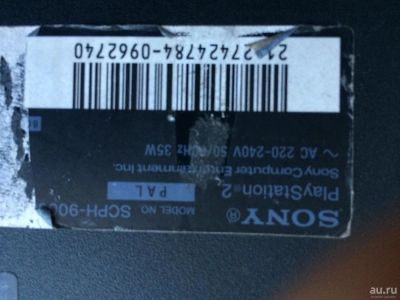 SONY®
PlayStation 2
Sony Computer Entertainment Inc.
AC 220-240V 50/60Hz 35W
MODEL NO. SCPH-900
PAL
21-27424784-0962740
au.ru